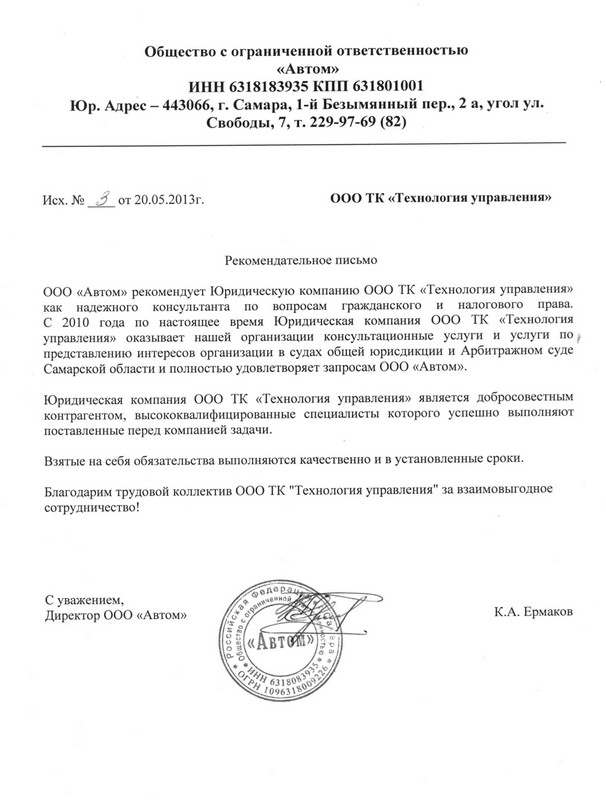 Общество с ограниченной ответственностью
«Автом»
ИНН 6318183935 КПП 631801001
Юр. Адрес – 443066, г. Самара, 1-й Безымянный пер., 2 а, угол ул.
Свободы, 7, т. 229-97-69 (82)
Исх. № 3 от 20.05.2013г.
ООО ТК «Технология управления»
Рекомендательное письмо
ООО «Автом» рекомендует Юридическую компанию ООО ТК «Технология управления»
как надежного консультанта по вопросам гражданского и налогового права.
С 2010 года по настоящее время Юридическая компания ООО ТК «Технология
управления» оказывает нашей организации консультационные услуги и услуги по
представлению интересов организации в судах общей юрисдикции и Арбитражном суде
Самарской области и полностью удовлетворяет запросам ООО «Автом».
Юридическая компания ООО ТК «Технология управления» является добросовестным
контрагентом, высококвалифицированные специалисты которого успешно выполняют
поставленные перед компанией задачи.
Взятые на себя обязательства выполняются качественно и в установленные сроки.
Благодарим трудовой коллектив ООО ТК "Технология управления" за взаимовыгодное
сотрудничество!
С уважением,
Директор ООО «Автом»
К.А. Ермаков
Российская Федерация
Общество с ограниченной
«Автом»
* ИНН 6318083935 *
* ОГРН 1096318009226 *